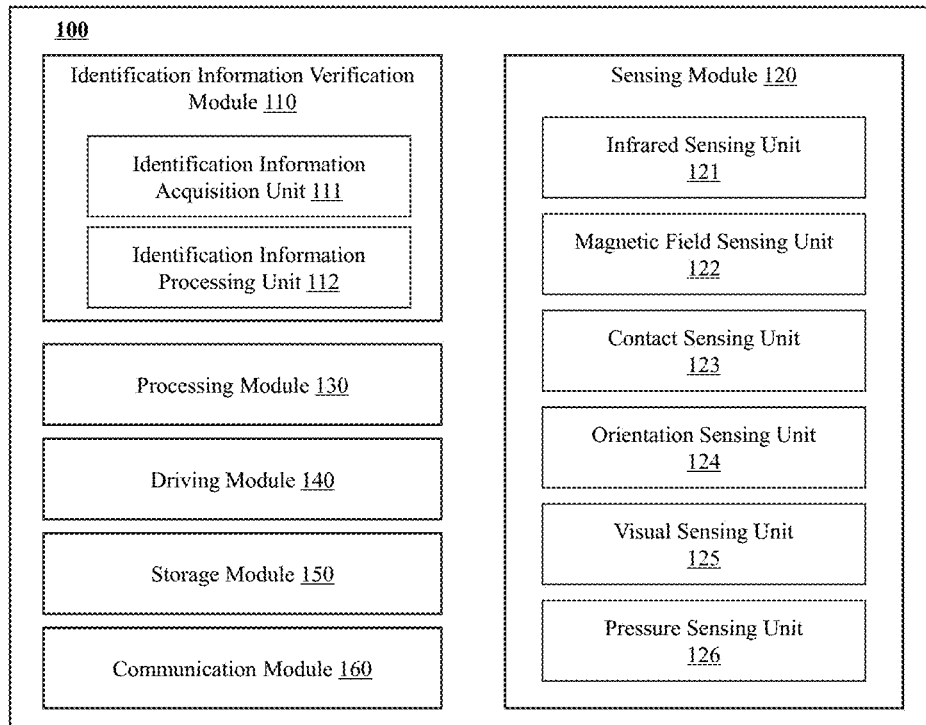 100
Identification Information Verification
Module 110
Identification Information
Acquisition Unit 111
Identification Information
Processing Unit 112
Processing Module 130
Driving Module 140
Storage Module 150
Communication Module 160
Sensing Module 120
Infrared Sensing Unit
121
Magnetic Field Sensing Unit
122
Contact Sensing Unit
123
Orientation Sensing Unit
124
Visual Sensing Unit
125
Pressure Sensing Unit
126